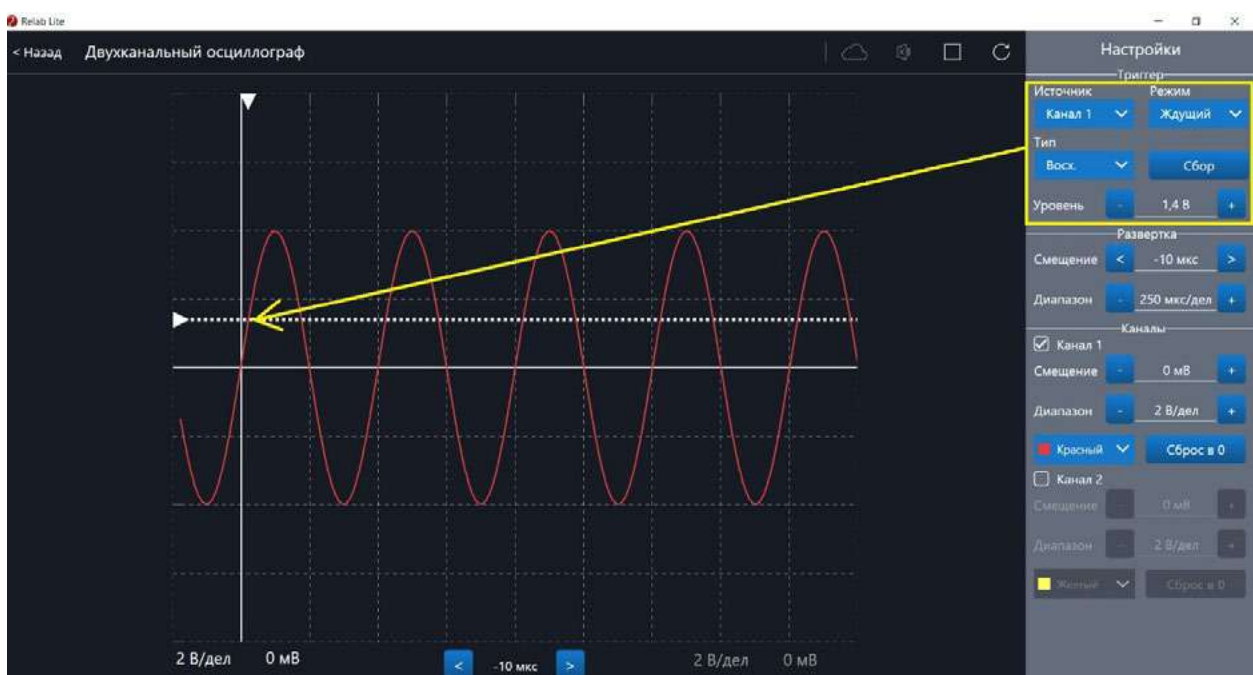 Relab Lite
< Назад Двухканальный осциллограф
Настройки
Триггер
Источник Режим
Канал 1 Ждущий
Тип
Восх. Сбор
Уровень - 1,4 В +
Развертка
Смещение < -10 мкс >
Диапазон - 250 мкс/дел +
Каналы
Канал 1
Смещение - 0 мВ +
Диапазон - 2 В/дел +
Красный Сброс в 0
Канал 2
Смещение - 0 мВ +
Диапазон - 2 В/дел +
Желтый Сброс в 0
2 В/дел 0 мВ < -10 мкс > 2 В/дел 0 мВ